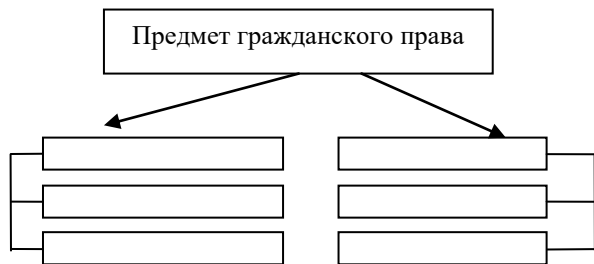 Предмет гражданского права